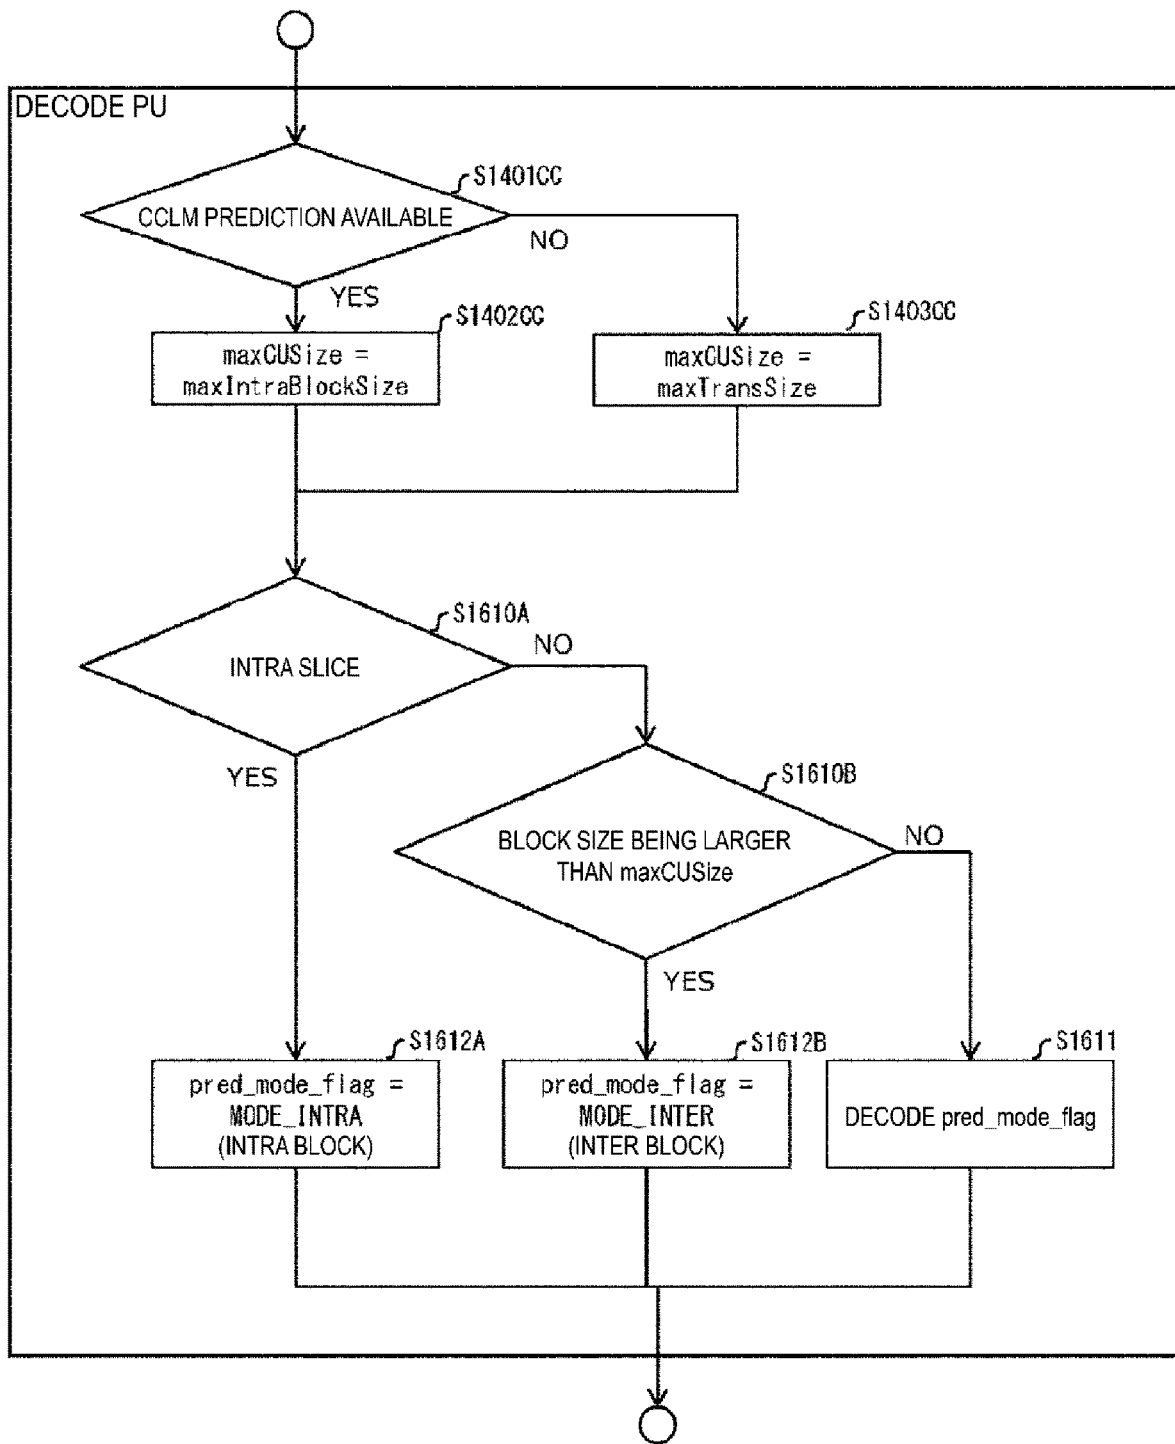 DECODE PU
S1401CC
CCLM PREDICTION AVAILABLE
NO
YES
S1402CC
S1403CC
maxCUSize =
maxIntraBlockSize
maxCUSize =
maxTransSize
S1610A
NO
INTRA SLICE
YES
S1610B
NO
BLOCK SIZE BEING LARGER
THAN maxCUSize
YES
S1612A
S1612B
S1611
pred_mode_flag =
MODE_INTRA
(INTRA BLOCK)
pred_mode_flag =
MODE_INTER
(INTER BLOCK)
DECODE pred_mode_flag